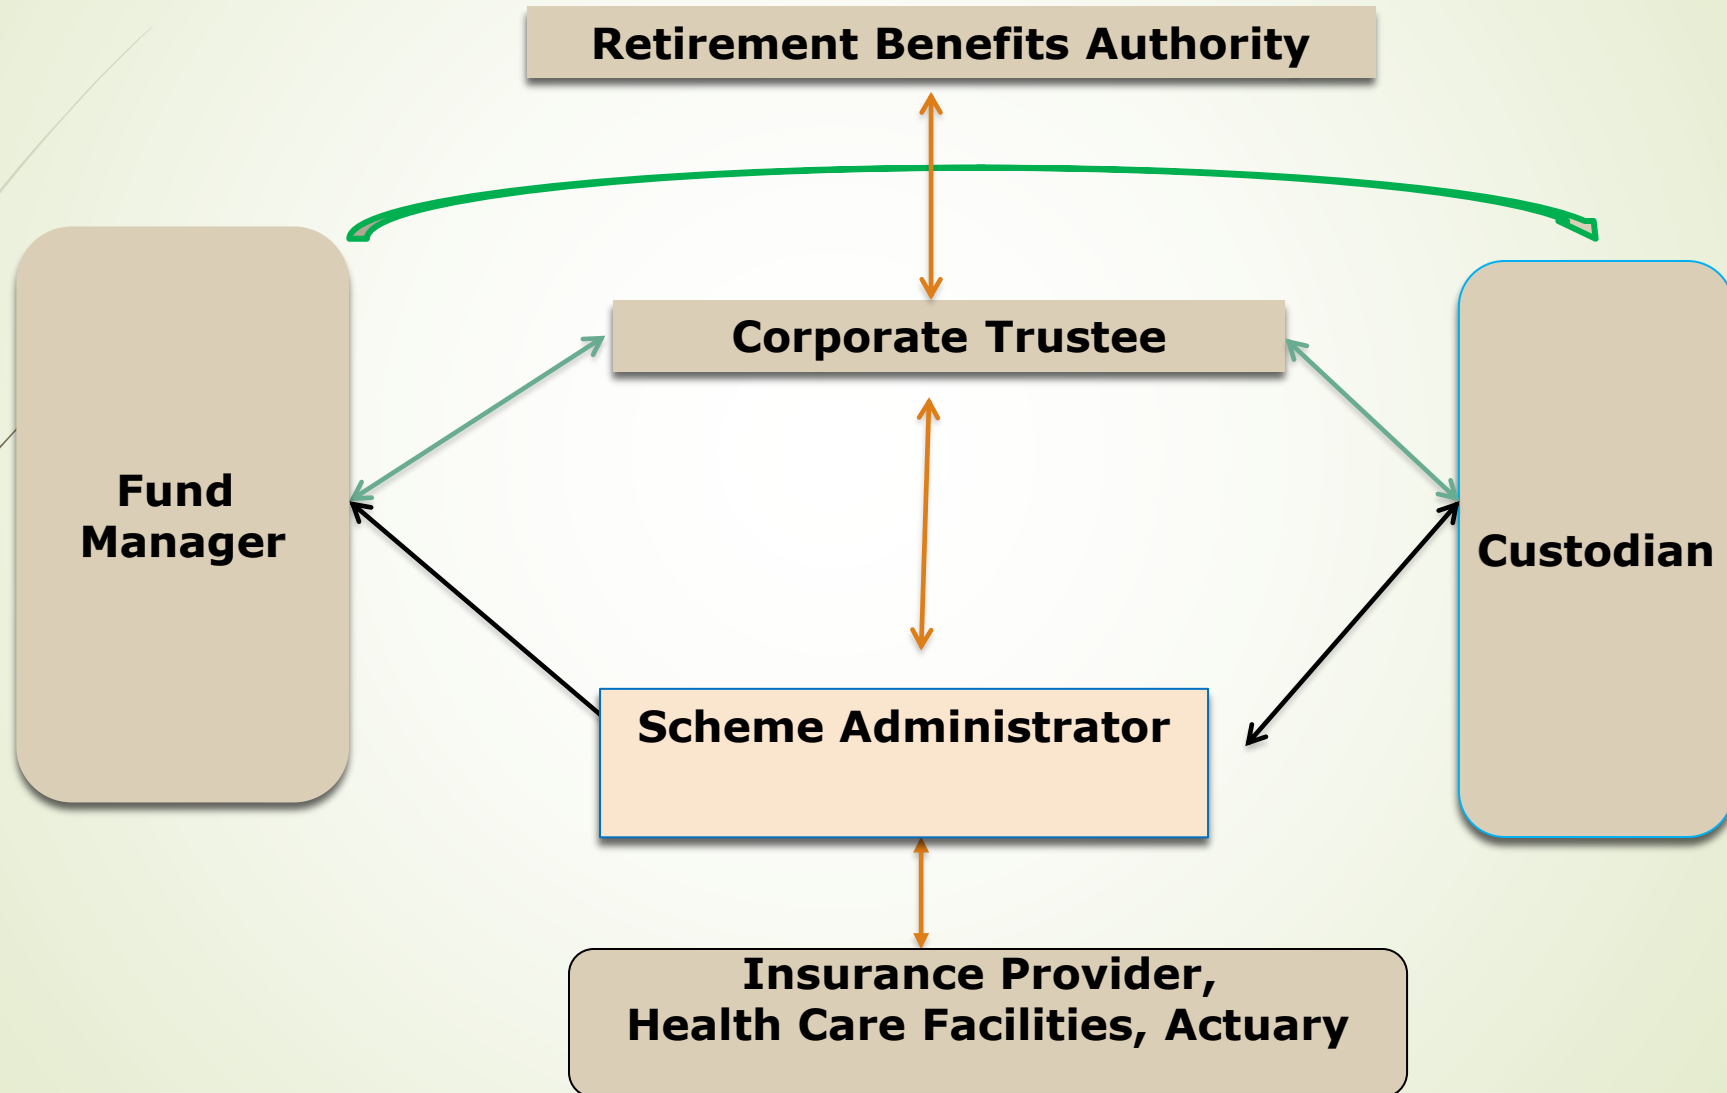 Retirement Benefits Authority
Corporate Trustee
Fund
Manager
Custodian
Scheme Administrator
Insurance Provider,
Health Care Facilities, Actuary